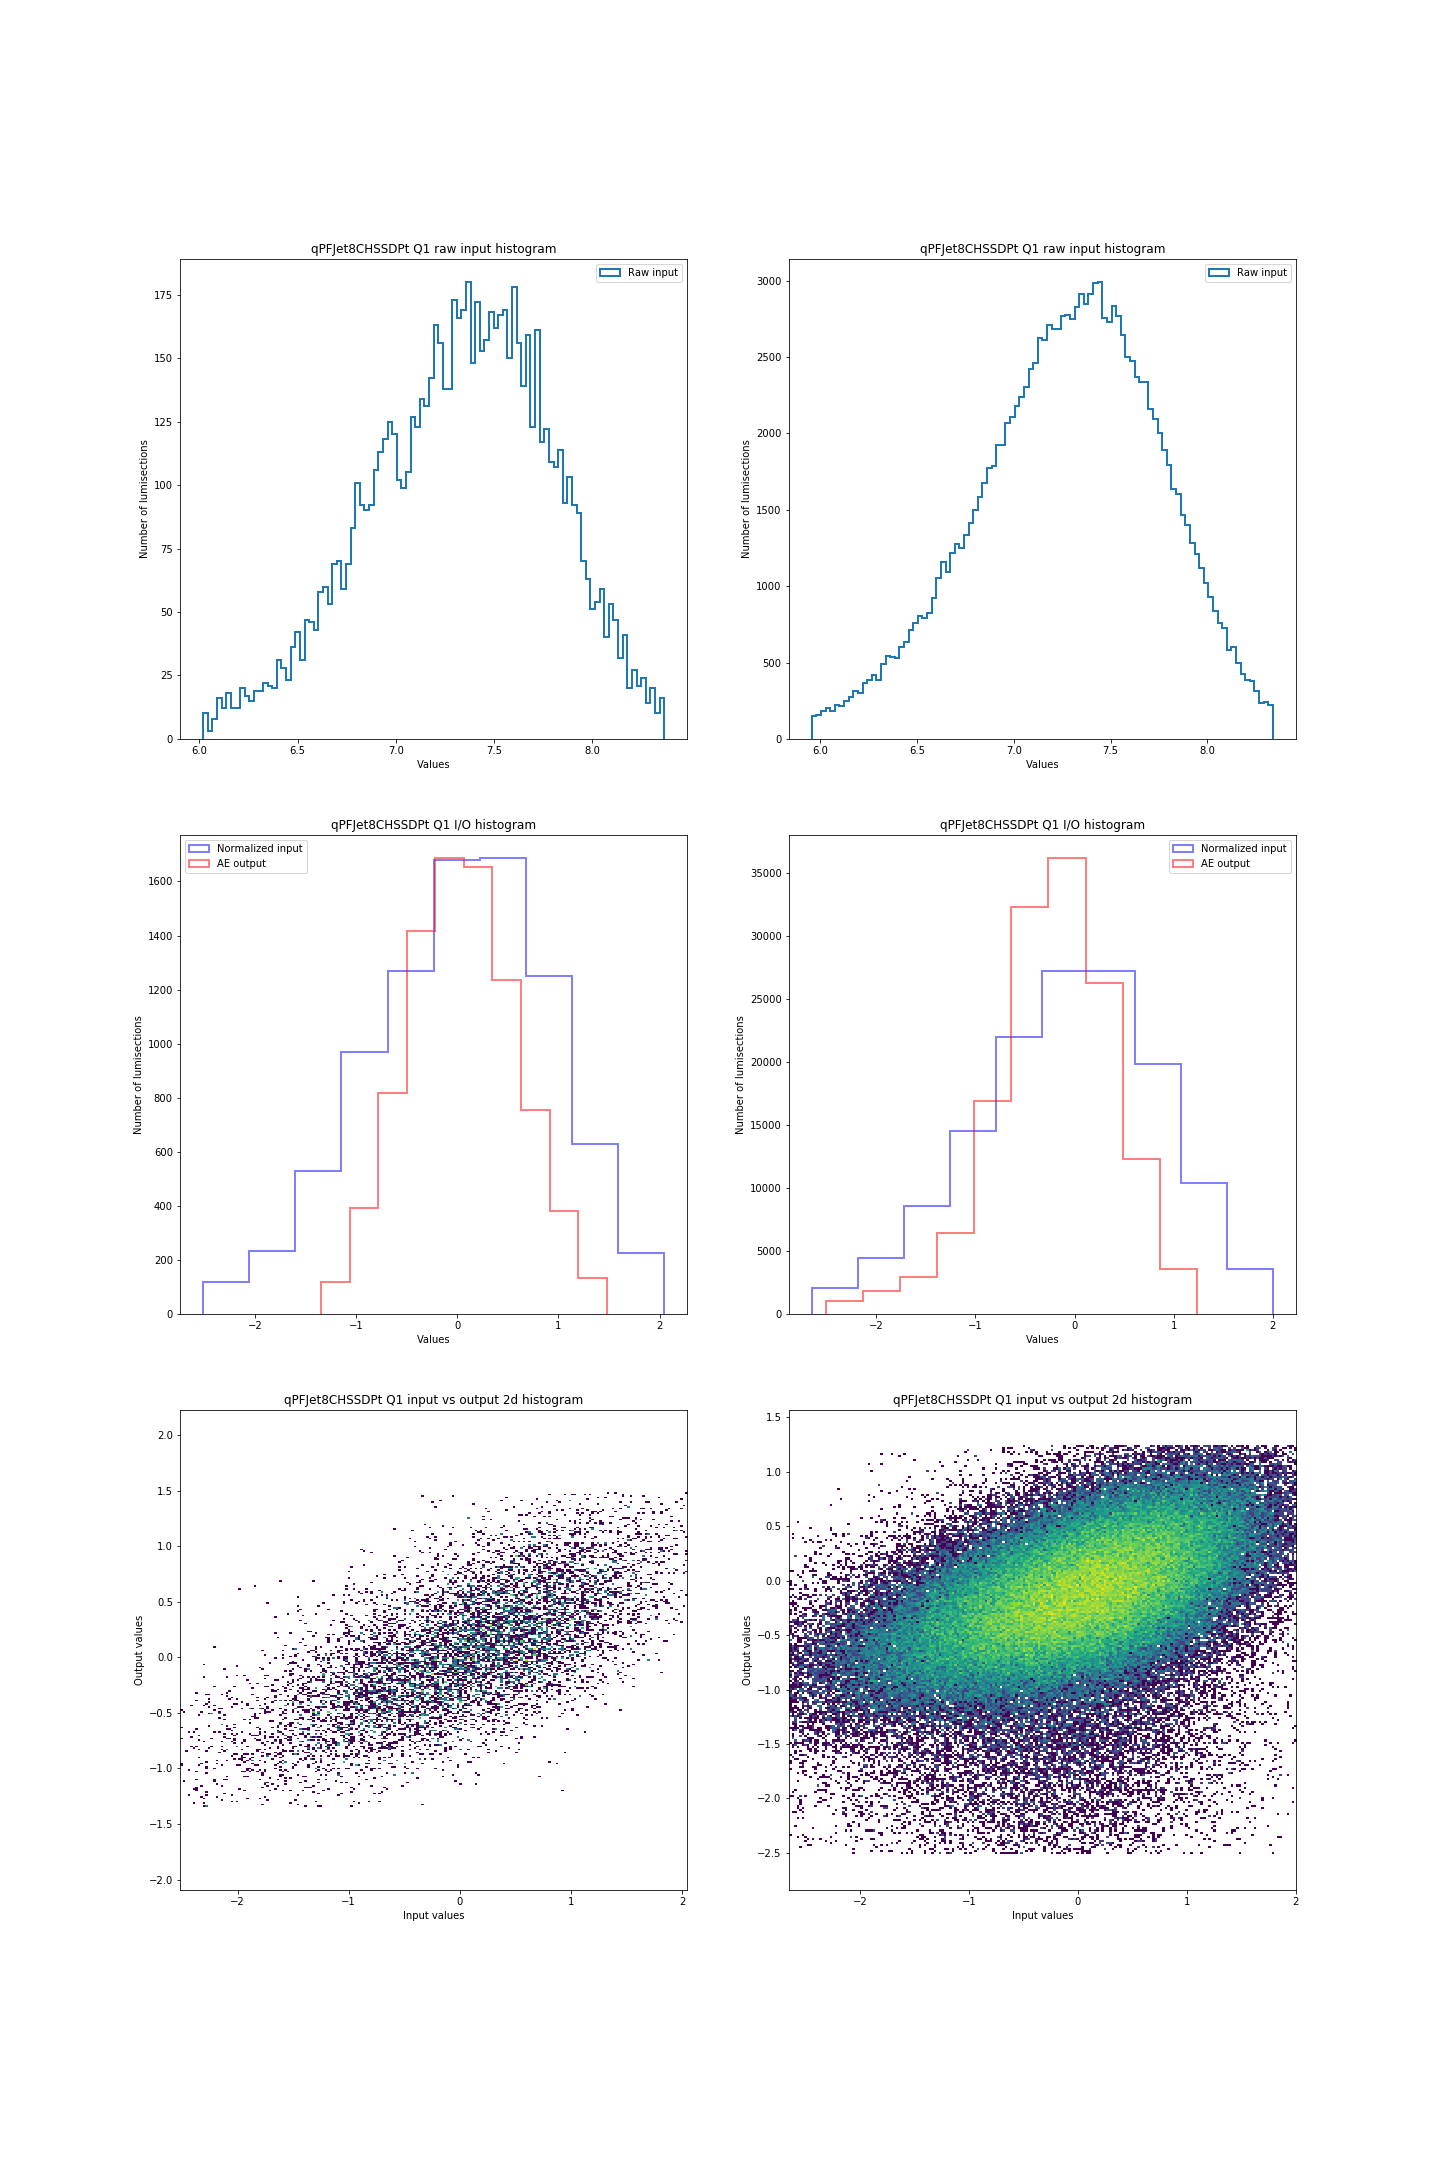 qPFJet8CHSSDPt Q1 raw input histogram
Raw input
175
150
125
100
75
50
25
0
Number of lumisections
6.0 6.5 7.0 7.5 8.0
Values
qPFJet8CHSSDPt Q1 raw input histogram
Raw input
3000
2500
2000
1500
1000
500
0
Number of lumisections
6.0 6.5 7.0 7.5 8.0
Values
qPFJet8CHSSDPt Q1 I/O histogram
Normalized input
AE output
1600
1400
1200
1000
800
600
400
200
0
Number of lumisections
−2 −1 0 1 2
Values
qPFJet8CHSSDPt Q1 I/O histogram
Normalized input
AE output
35000
30000
25000
20000
15000
10000
5000
0
Number of lumisections
−2 −1 0 1 2
Values
qPFJet8CHSSDPt Q1 input vs output 2d histogram
2.0
1.5
1.0
0.5
0.0
−0.5
−1.0
−1.5
−2.0
Output values
−2 −1 0 1 2
Input values
qPFJet8CHSSDPt Q1 input vs output 2d histogram
1.5
1.0
0.5
0.0
−0.5
−1.0
−1.5
−2.0
−2.5
Output values
−2 −1 0 1 2
Input values